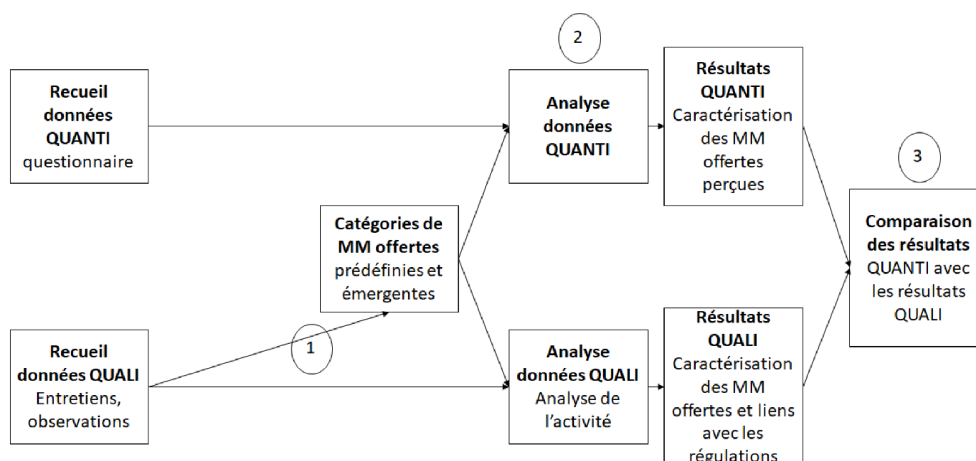 2
Recueil
données
QUANTI
questionnaire
Analyse
données
QUANTI
Résultats
QUANTI
Caractérisation
des MM
offertes
perçues
3
Catégories de
MM offertes
prédéfinies et
émergentes
Comparaison
des résultats
QUANTI avec
les résultats
QUALI
1
Recueil
données QUALI
Entretiens,
observations
Analyse
données QUALI
Analyse de
l’activité
Résultats
QUALI
Caractérisation
des MM
offertes et liens
avec les
régulations